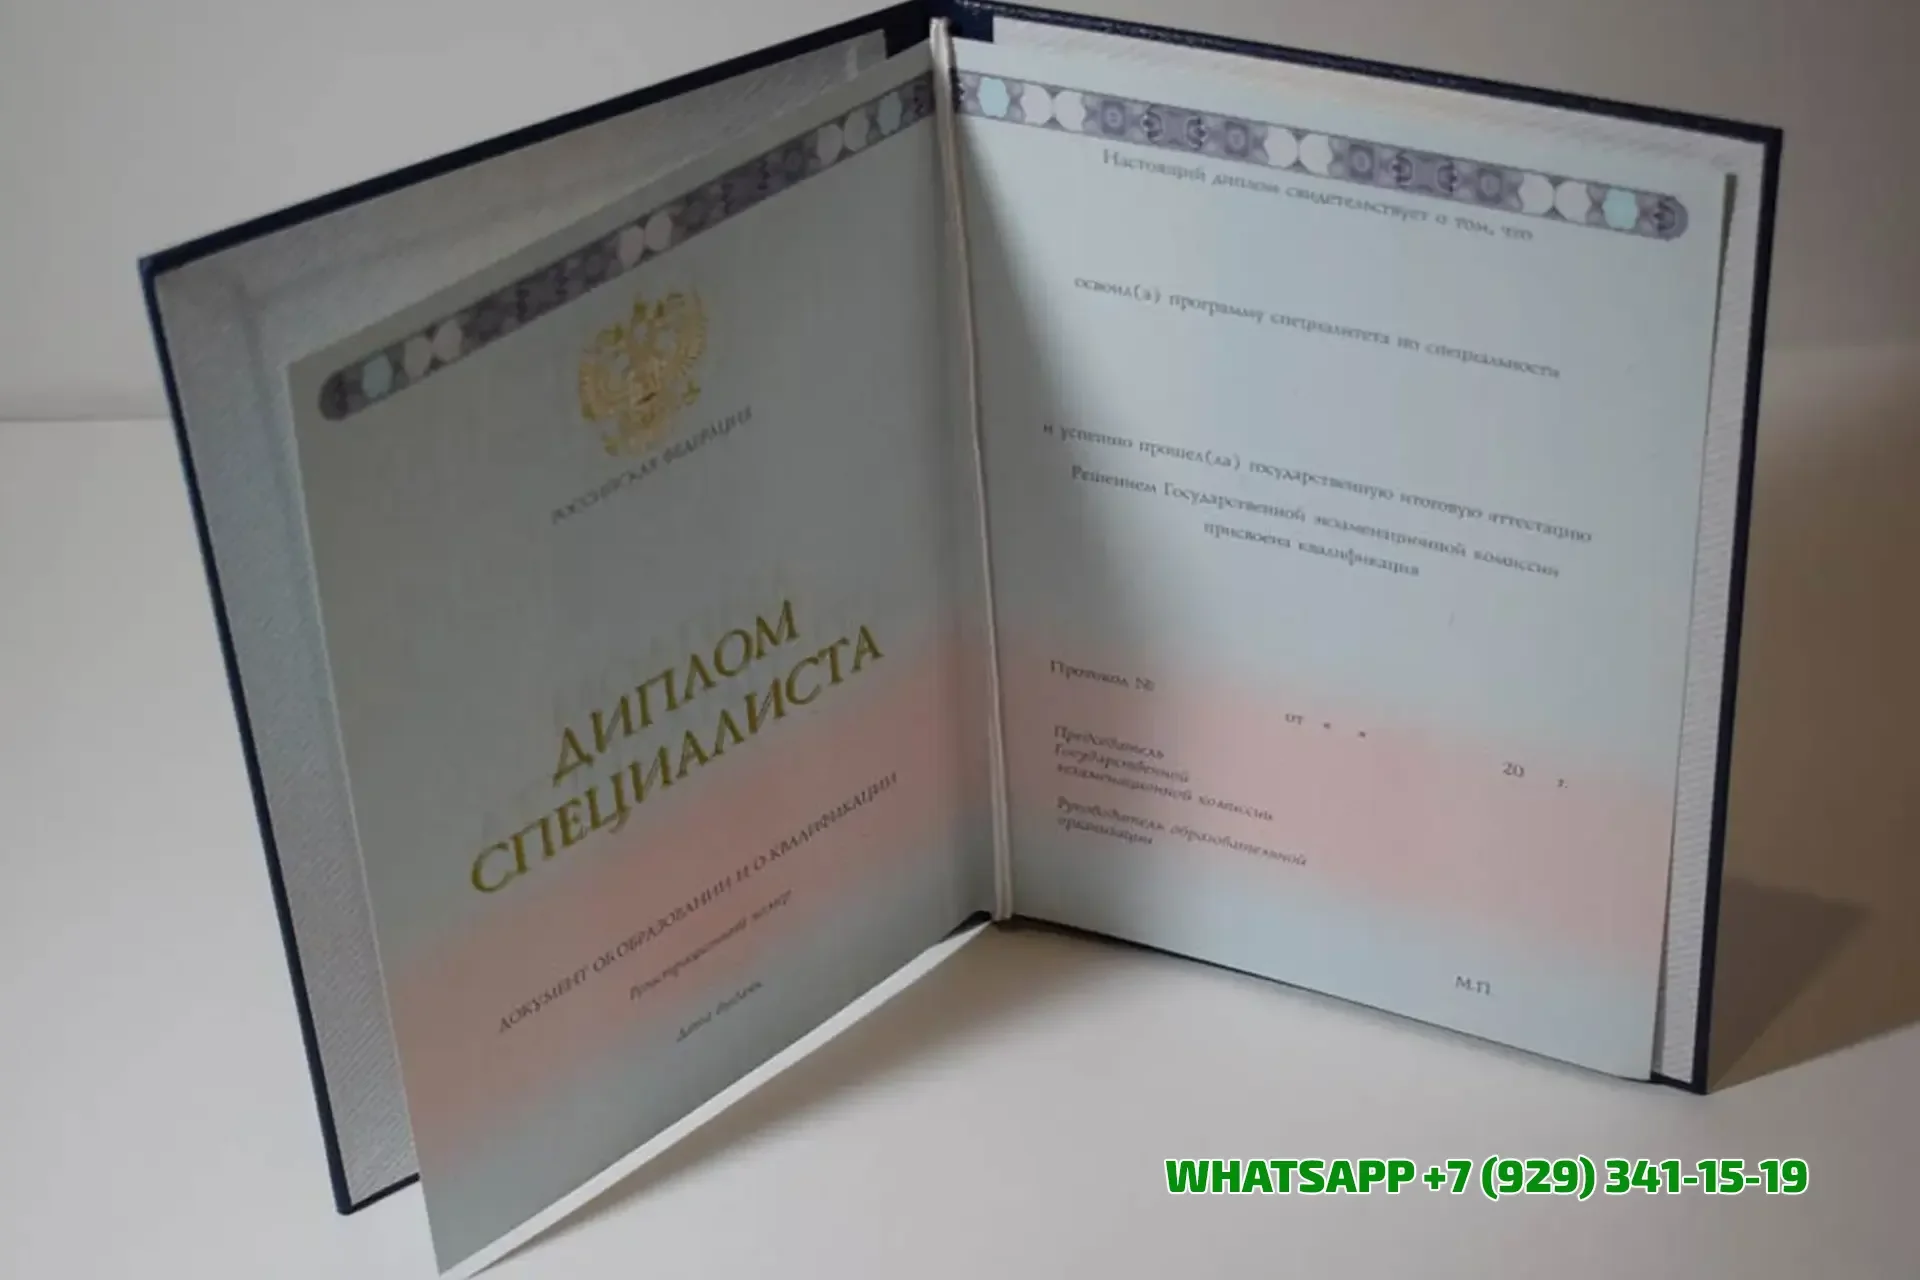 РОССИЙСКАЯ ФЕДЕРАЦИЯ
ДИПЛОМ
СПЕЦИАЛИСТА
ДОКУМЕНТ ОБ ОБРАЗОВАНИИ И О КВАЛИФИКАЦИИ
Регистрационный номер
Дата выдачи
Настоящий диплом свидетельствует о том, что
освоил(а) программу специалитета по специальности
и успешно прошел(ла) государственную итоговую аттестацию
Решением Государственной экзаменационной комиссии
присвоена квалификация
Протокол №
от « » 20 г.
Председатель
Государственной
экзаменационной комиссии
Руководитель образовательной
организации
М.П.
WHATSAPP +7 (929) 341-15-19